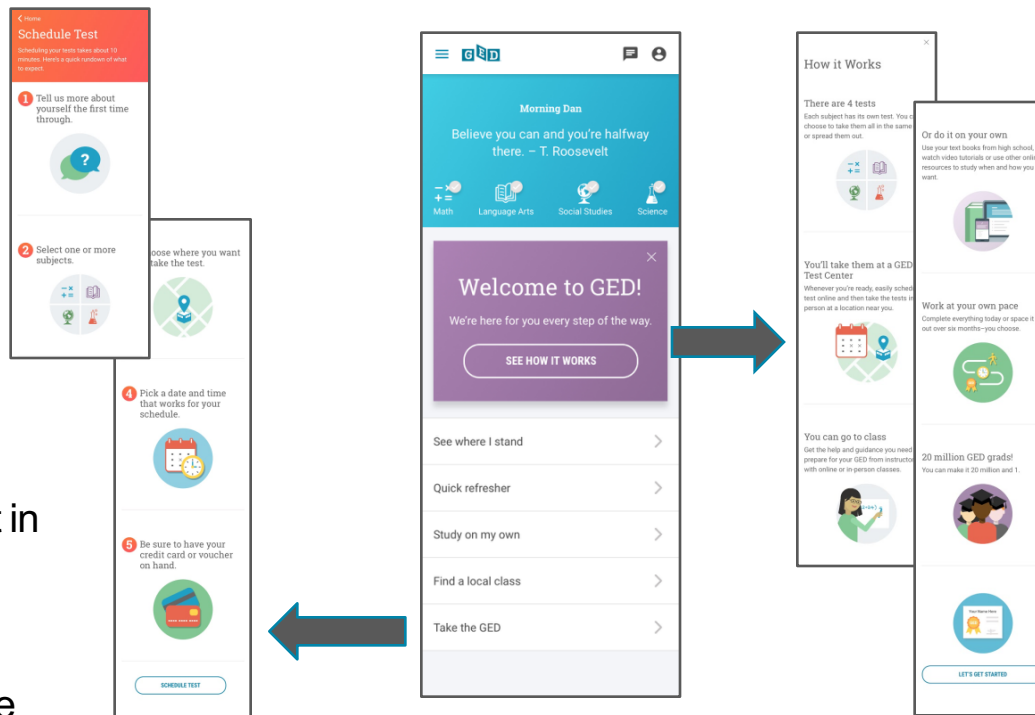 Home
Schedule Test
Scheduling your tests takes about 10
minutes. Here's a quick rundown of what
to expect.
1 Tell us more about
yourself the first time
through.
?
2 Select one or more
subjects.
oose where you want
take the test.
4 Pick a date and time
that works for your
schedule.
5 Be sure to have your
credit card or voucher
on hand.
SCHEDULE TEST
in
e
GED
Morning Dan
Believe you can and you're halfway
there. – T. Roosevelt
Math Language Arts Social Studies Science
Welcome to GED!
We're here for you every step of the way.
SEE HOW IT WORKS
See where I stand
Quick refresher
Study on my own
Find a local class
Take the GED
How it Works
There are 4 tests
Each subject has its own test. You c
choose to take them all in the same
or spread them out.
You'll take them at a GED
Test Center
Whenever you're ready, easily sched
test online and then take the tests in
person at a location near you.
You can go to class
Get the help and guidance you need
prepare for your GED from instructo
with online or in-person classes.
Or do it on your own
Use your text books from high school,
watch video tutorials or use other onli
resources to study when and how you
want.
Work at your own pace
Complete everything today or space it
out over six months–you choose.
20 million GED grads!
You can make it 20 million and 1.
Your Name Here
LET'S GET STARTED